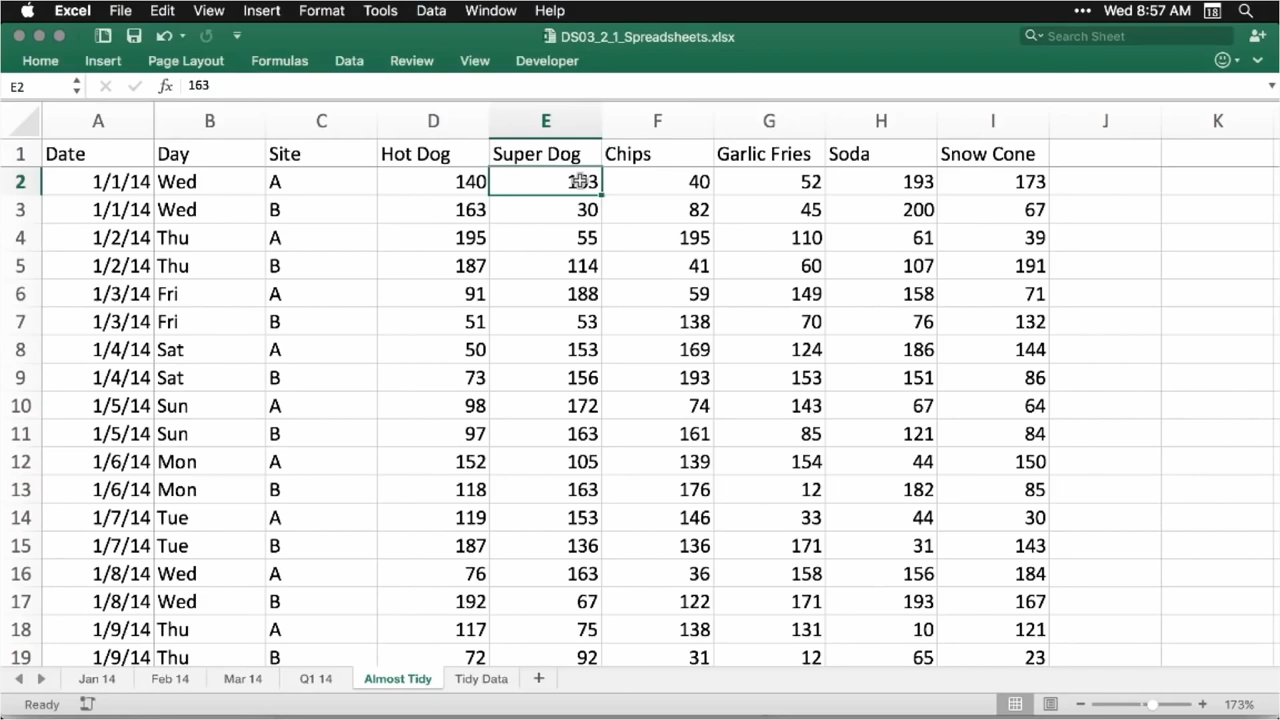 Excel File Edit View Insert Format Tools Data Window Help ••• Wed 8:57 AM 18
DS03_2_1_Spreadsheets.xlsx Search Sheet
Home Insert Page Layout Formulas Data Review View Developer
E2 fx 163
A B C D E F G H I J K
1 Date Day Site Hot Dog Super Dog Chips Garlic Fries Soda Snow Cone
2 1/1/14 Wed A 140 163 40 52 193 173
3 1/1/14 Wed B 163 30 82 45 200 67
4 1/2/14 Thu A 195 55 195 110 61 39
5 1/2/14 Thu B 187 114 41 60 107 191
6 1/3/14 Fri A 91 188 59 149 158 71
7 1/3/14 Fri B 51 53 138 70 76 132
8 1/4/14 Sat A 50 153 169 124 186 144
9 1/4/14 Sat B 73 156 193 153 151 86
10 1/5/14 Sun A 98 172 74 143 67 64
11 1/5/14 Sun B 97 163 161 85 121 84
12 1/6/14 Mon A 152 105 139 154 44 150
13 1/6/14 Mon B 118 163 176 12 182 85
14 1/7/14 Tue A 119 153 146 33 44 30
15 1/7/14 Tue B 187 136 136 171 31 143
16 1/8/14 Wed A 76 163 36 158 156 184
17 1/8/14 Wed B 192 67 122 171 193 167
18 1/9/14 Thu A 117 75 138 131 10 121
19 1/9/14 Thu B 72 92 31 12 65 23
Jan 14 Feb 14 Mar 14 Q1 14 Almost Tidy Tidy Data +
Ready − + 173%